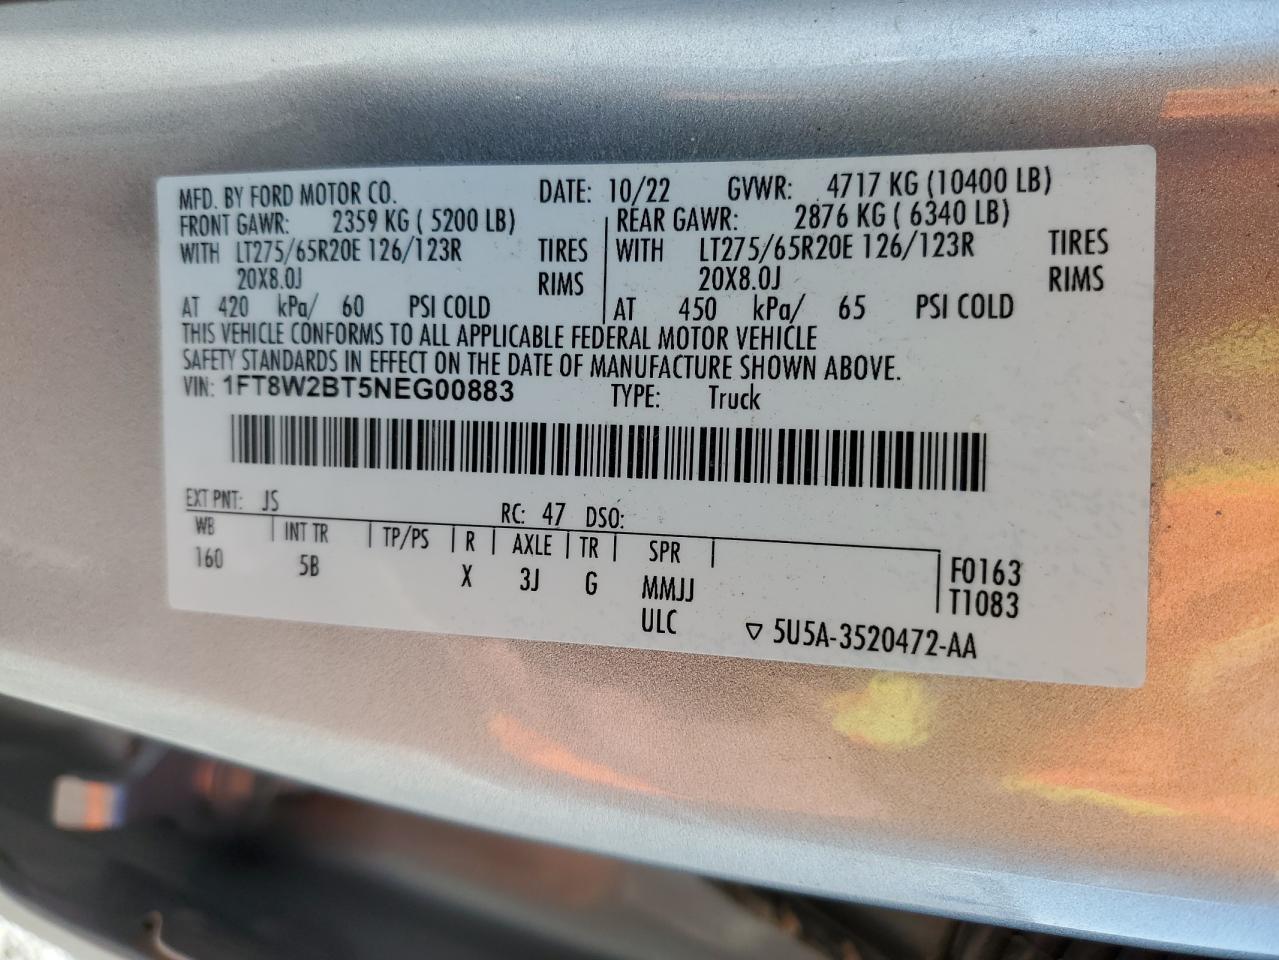 MFD. BY FORD MOTOR CO. DATE: 10/22 GVWR: 4717 KG (10400 LB)
FRONT GAWR: 2359 KG ( 5200 LB) REAR GAWR: 2876 KG ( 6340 LB)
WITH LT275/65R20E 126/123R TIRES WITH LT275/65R20E 126/123R TIRES
20X8.0J RIMS 20X8.0J RIMS
AT 420 kPa/ 60 PSI COLD AT 450 kPa/ 65 PSI COLD
THIS VEHICLE CONFORMS TO ALL APPLICABLE FEDERAL MOTOR VEHICLE
SAFETY STANDARDS IN EFFECT ON THE DATE OF MANUFACTURE SHOWN ABOVE.
VIN: 1FT8W2BT5NEG00883 TYPE: Truck
EXT PNT: JS RC: 47 DSO:
WB INT TR TP/PS R AXLE TR SPR F0163
160 5B X 3J G MMJJ T1083
ULC ▽ 5U5A-3520472-AA